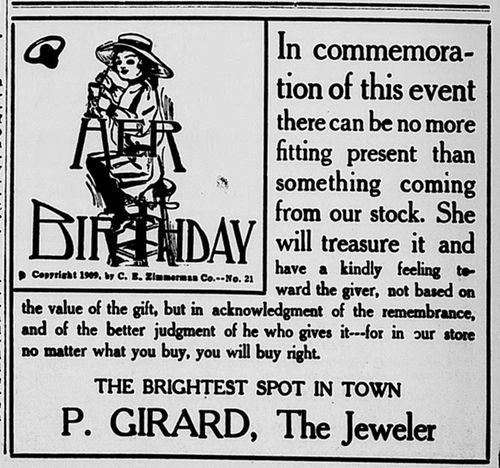 HER
BIRTHDAY
Copyright 1909, by C. E. Zimmerman Co.--No. 21
In commemora-
tion of this event
there can be no more
fitting present than
something coming
from our stock. She
will treasure it and
have a kindly feeling to-
ward the giver, not based on
the value of the gift, but in acknowledgment of the remembrance,
and of the better judgment of he who gives it---for in our store
no matter what you buy, you will buy right.
THE BRIGHTEST SPOT IN TOWN
P. GIRARD, The Jeweler